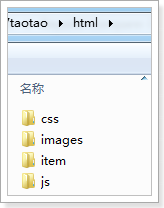 /taotao ▸ html ▸
名称
css
images
item
js